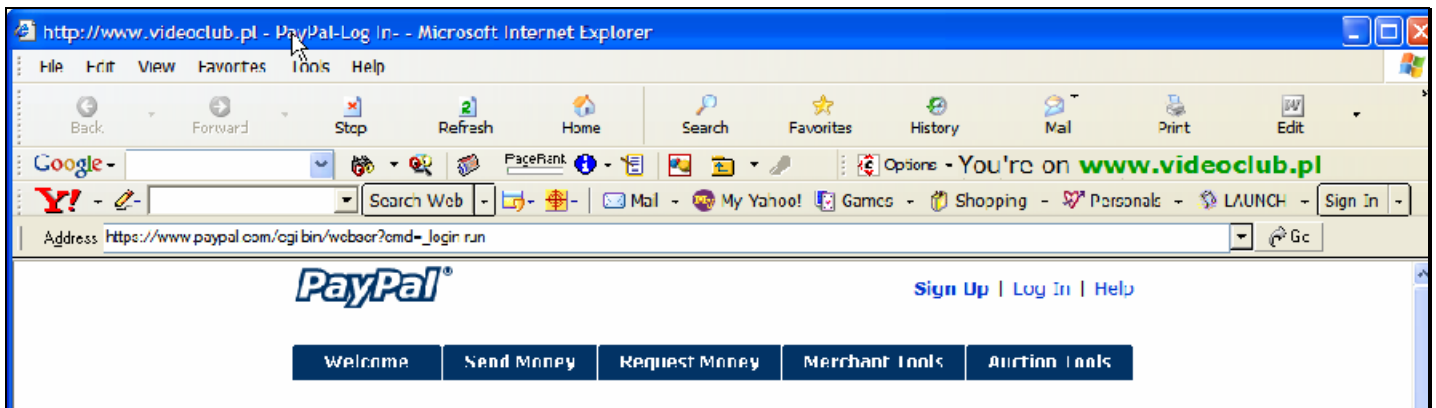 http://www.videoclub.pl - PayPal-Log In- - Microsoft Internet Explorer
File Edit View Favorites Tools Help
Back Forward Stop Refresh Home Search Favorites History Mail Print Edit
Google PageRank Options You're on www.videoclub.pl
Y! Search Web Mail My Yahoo! Games Shopping Personals LAUNCH Sign In
Address https://www.paypal.com/cgi-bin/webscr?cmd=_login-run Go
PayPal® Sign Up | Log In | Help
Welcome Send Money Request Money Merchant Tools Auction Tools